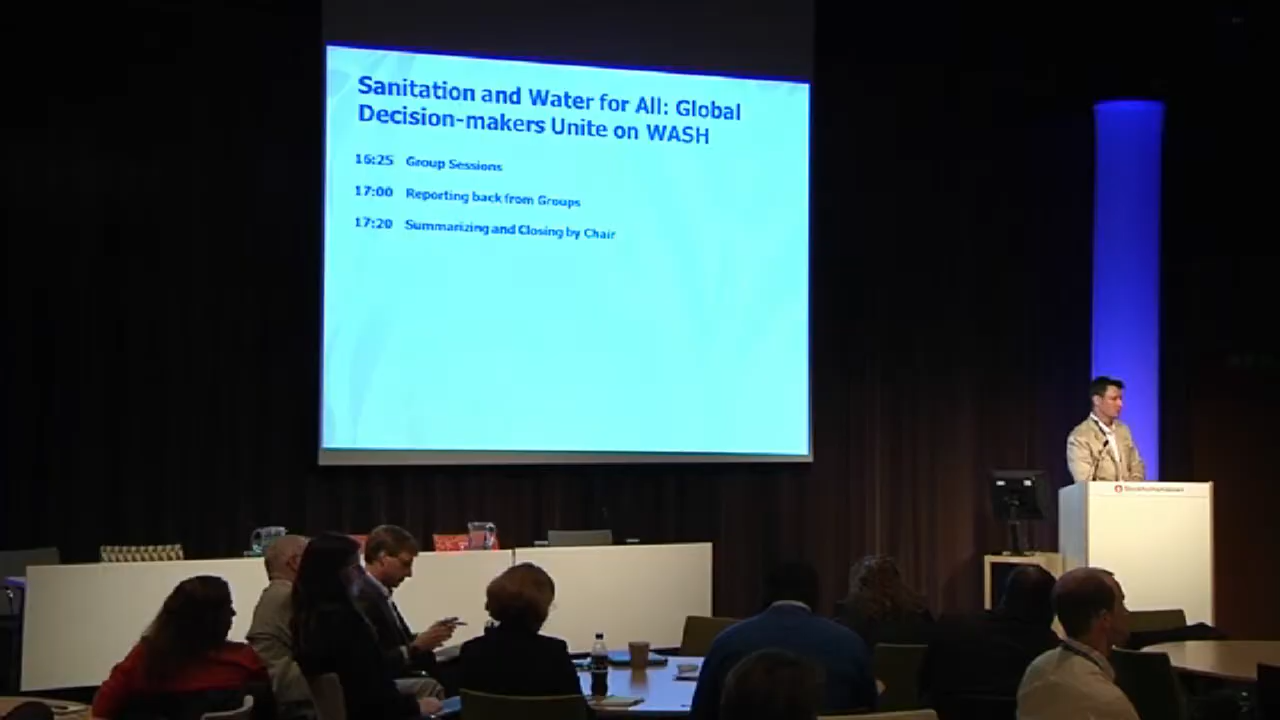 Sanitation and Water for All: Global
Decision-makers Unite on WASH
16:25 Group Sessions
17:00 Reporting back from Groups
17:20 Summarizing and Closing by Chair